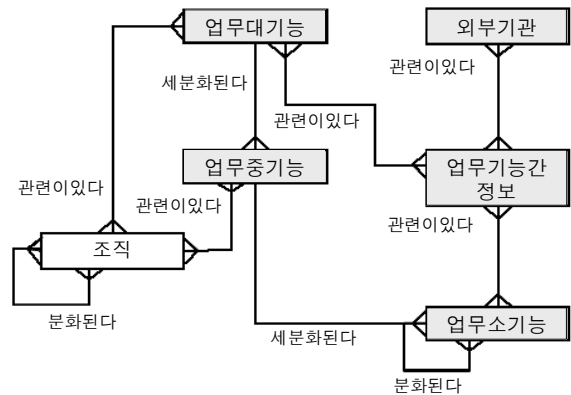 업무대기능
외부기관
관련이있다
세분화된다
관련이있다
업무중기능
업무기능간
정보
관련이있다
관련이있다
관련이있다
조직
분화된다
업무소기능
세분화된다
분화된다